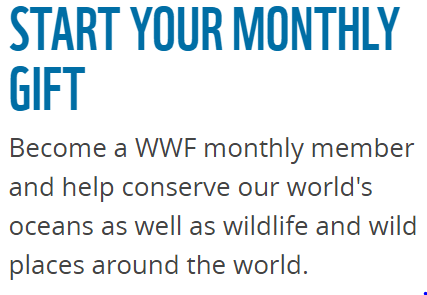 START YOUR MONTHLY
GIFT
Become a WWF monthly member
and help conserve our world's
oceans as well as wildlife and wild
places around the world.